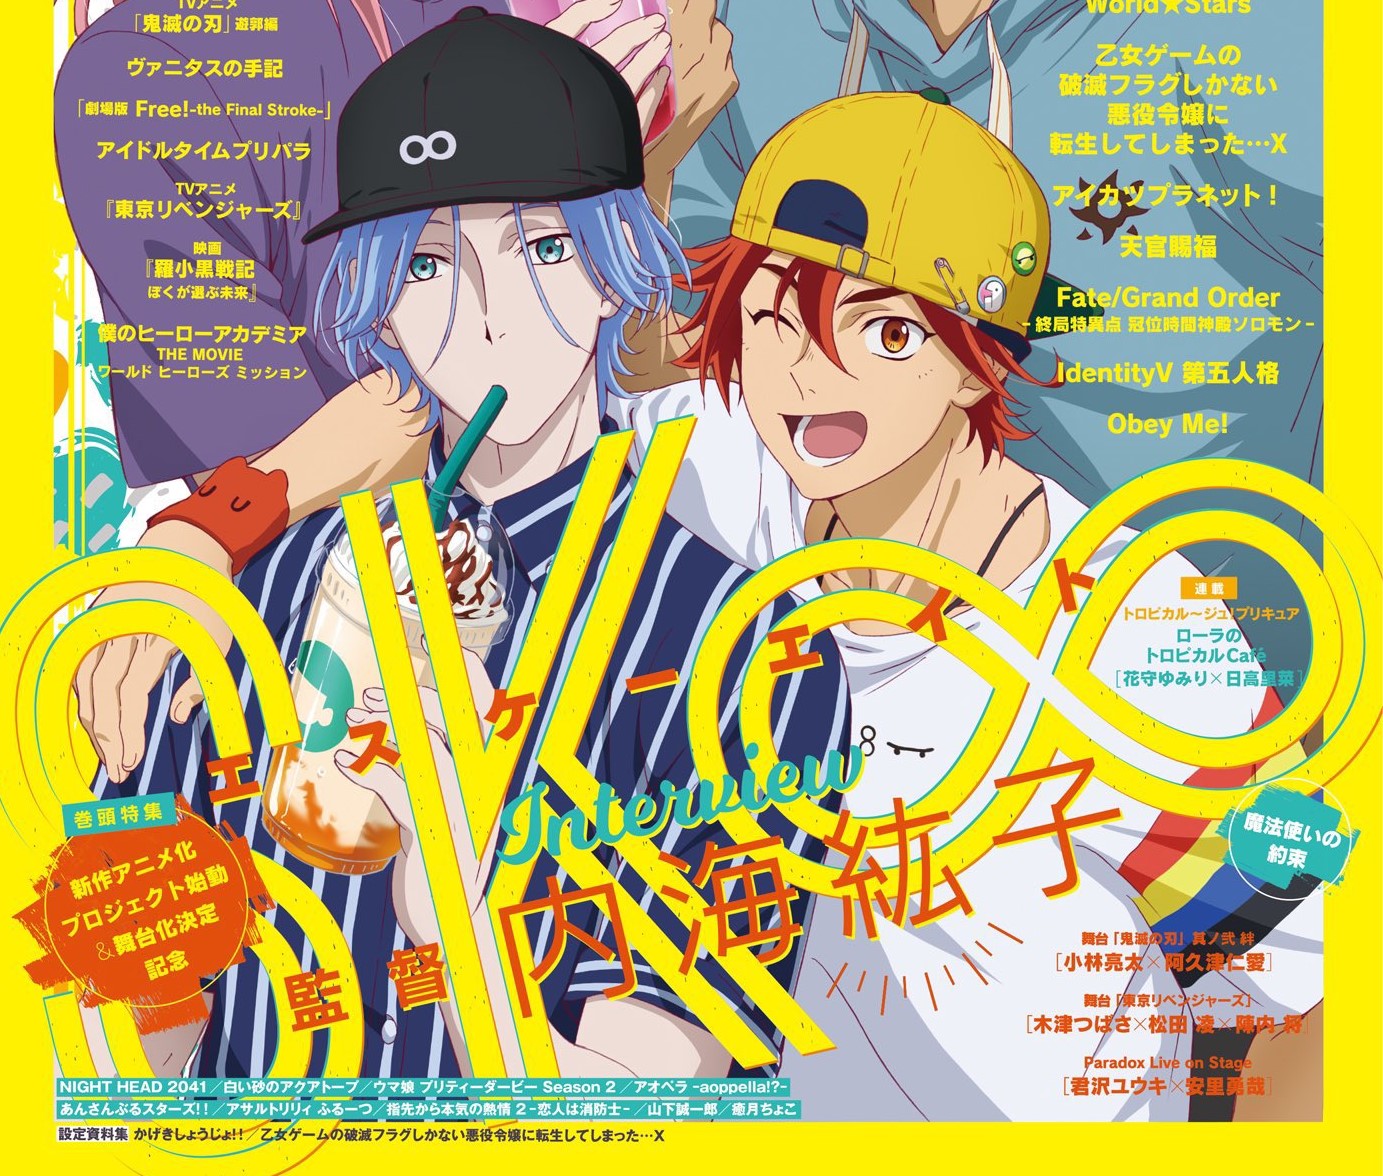 TVアニメ
「鬼滅の刃」遊郭編
ヴァニタスの手記
「劇場版 Free!-the Final Stroke-」
アイドルタイムプリパラ
TVアニメ
『東京リベンジャーズ』
映画
『羅小黒戦記
ぼくが選ぶ未来』
僕のヒーローアカデミア
THE MOVIE
ワールド ヒーローズ ミッション
World★Stars
乙女ゲームの
破滅フラグしかない
悪役令嬢に
転生してしまった…X
アイカツプラネット！
天官賜福
Fate/Grand Order
-終局特異点 冠位時間神殿ソロモン-
IdentityV 第五人格
Obey Me!
連載
トロピカル〜ジュ!プリキュア
ローラの
トロピカルCafé
［花守ゆみり×日高里菜］
SK∞
エスケーエイト
Interview
監督 内海紘子
巻頭特集
新作アニメ化
プロジェクト始動
&舞台化決定
記念
魔法使いの
約束
舞台「鬼滅の刃」其ノ弐 絆
［小林亮太×阿久津仁愛］
舞台『東京リベンジャーズ』
［木津つばさ×松田 凌×陳内 将］
Paradox Live on Stage
［君沢ユウキ×安里勇哉］
NIGHT HEAD 2041／白い砂のアクアトープ／ウマ娘 プリティーダービー Season 2／アオペラ -aoppella!?-
あんさんぶるスターズ!!／アサルトリリィ ふるーつ／指先から本気の熱情 2-恋人は消防士-／山下誠一郎／癒月ちょこ
設定資料集 かげきしょうじょ!!／乙女ゲームの破滅フラグしかない悪役令嬢に転生してしまった…X